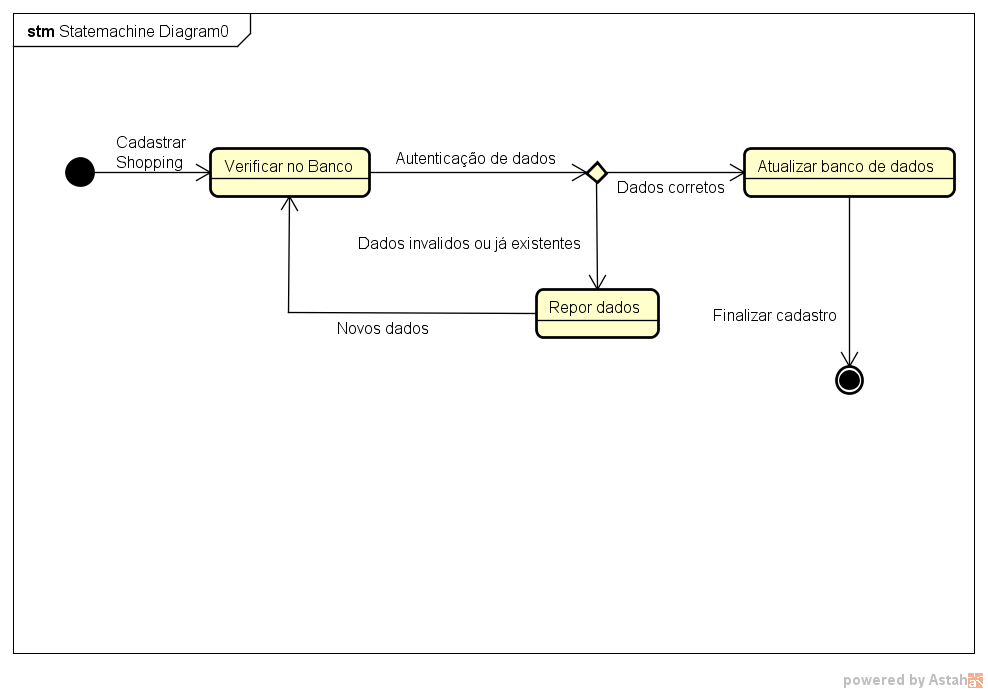 stm Statemachine Diagram0
Cadastrar
Shopping
Verificar no Banco
Autenticação de dados
Dados corretos
Atualizar banco de dados
Dados invalidos ou já existentes
Repor dados
Novos dados
Finalizar cadastro
powered by Astah